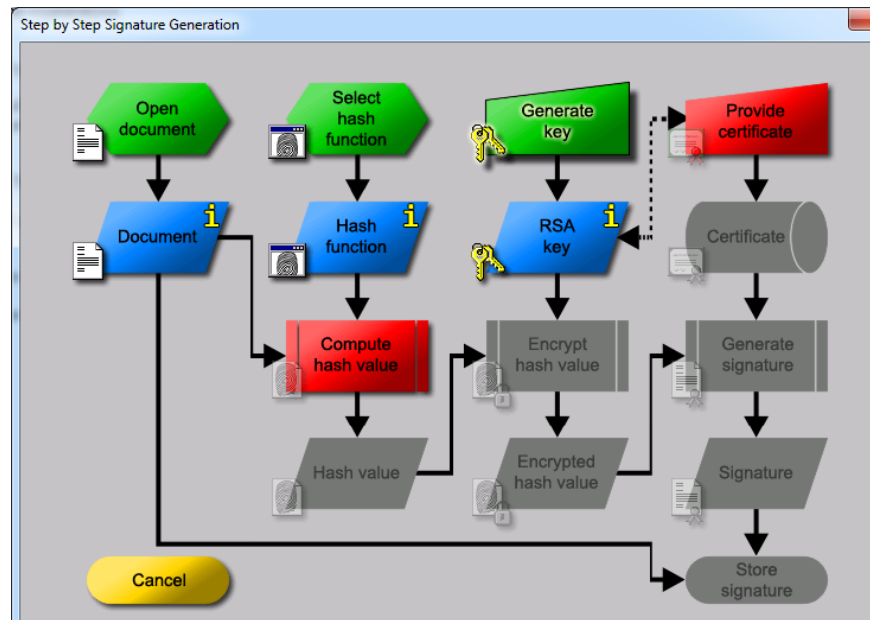 Step by Step Signature Generation
Open
document
Select
hash
function
Generate
key
Provide
certificate
Document
i
Hash
function
i
RSA
key
i
Certificate
Compute
hash value
Encrypt
hash value
Generate
signature
Hash value
Encrypted
hash value
Signature
Cancel
Store
signature